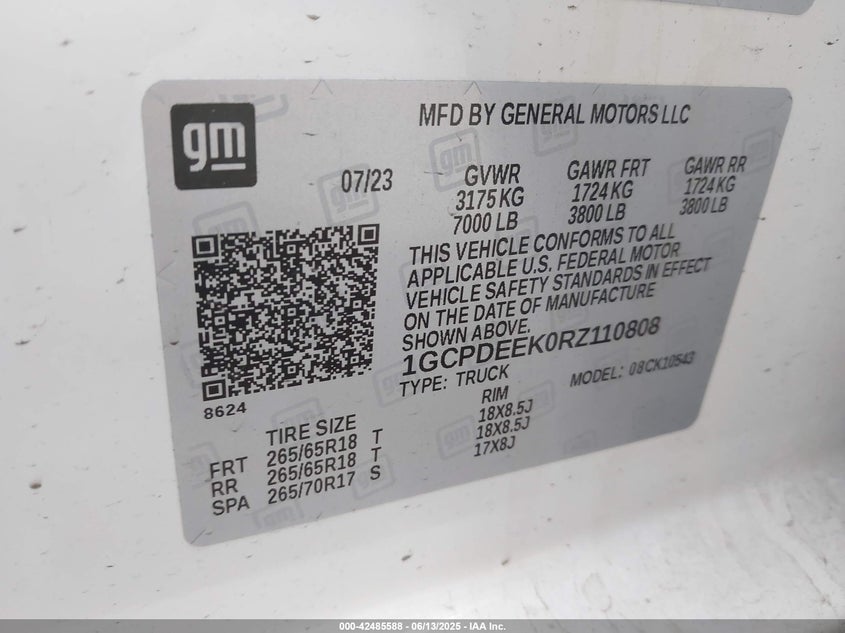 gm
MFD BY GENERAL MOTORS LLC
07/23
GVWR GAWR FRT GAWR RR
3175 KG 1724 KG 1724 KG
7000 LB 3800 LB 3800 LB
THIS VEHICLE CONFORMS TO ALL
APPLICABLE U.S. FEDERAL MOTOR
VEHICLE SAFETY STANDARDS IN EFFECT
ON THE DATE OF MANUFACTURE
SHOWN ABOVE.
1GCPDEEK0RZ110808
TYPE: TRUCK MODEL: 08CK10543
8624
TIRE SIZE RIM
FRT 265/65R18 T 18X8.5J
RR 265/65R18 T 18X8.5J
SPA 265/70R17 S 17X8J
000-42485588 - 06/13/2025 - IAA Inc.